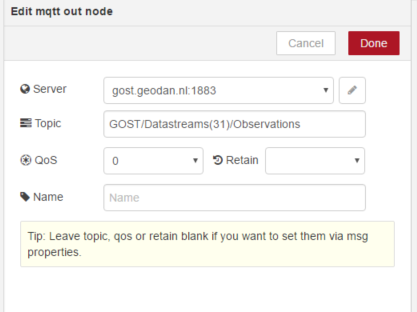 Edit mqtt out node
Cancel Done
Server gost.geodan.nl:1883
Topic GOST/Datastreams(31)/Observations
QoS 0 Retain
Name Name
Tip: Leave topic, qos or retain blank if you want to set them via msg
properties.